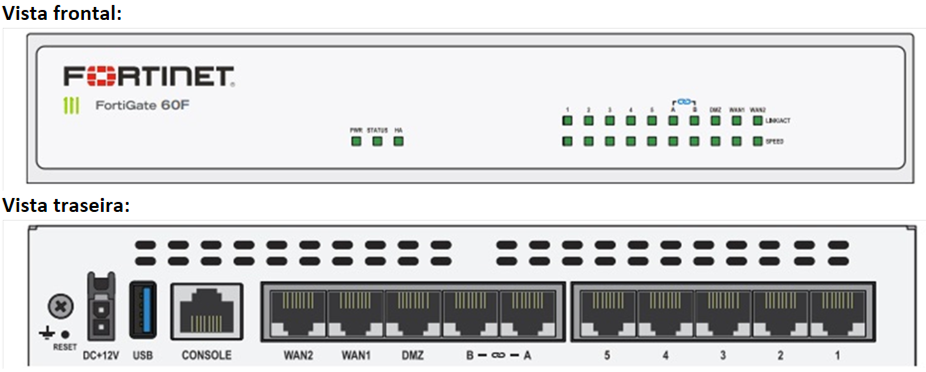 Vista frontal:
FORTINET
FortiGate 60F
1 2 3 4 5 A B DMZ WAN1 WAN2
LINK/ACT
PWR STATUS HA
SPEED
Vista traseira:
RESET
DC+12V USB CONSOLE WAN2 WAN1 DMZ B A 5 4 3 2 1